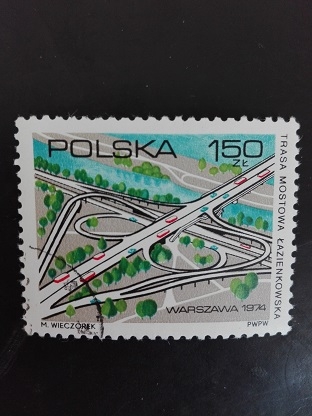 POLSKA 150
ZŁ
TRASA MOSTOWA ŁAZIENKOWSKA
WARSZAWA 1974
M. WIECZOREK
PWPW